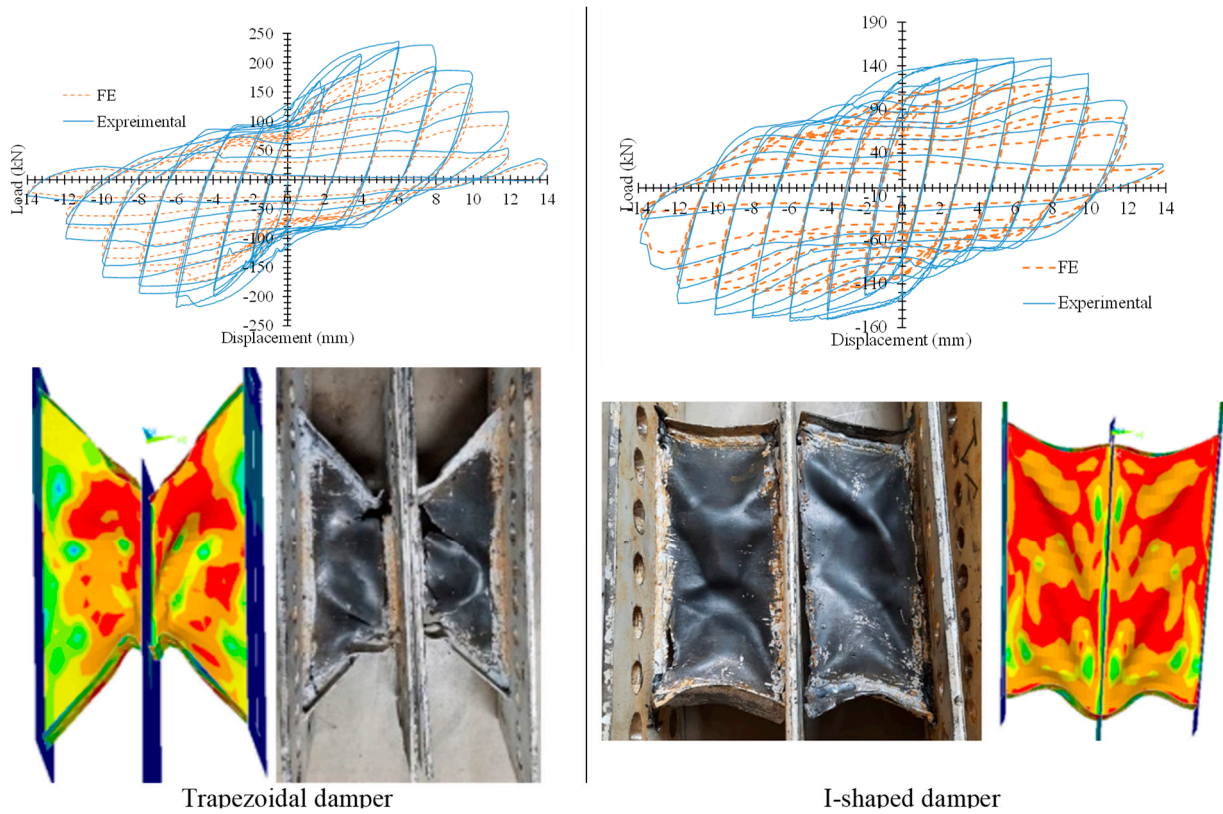 250
200
150
100
50
0
-50
-100
-150
-200
-250
FE
Expreimental
Load (kN)
-14 -12 -10 -8 -6 -4 -2 0 2 4 6 8 10 12 14
Displacement (mm)
190
140
90
40
-10
-60
-110
-160
Load (kN)
-14 -12 -10 -8 -6 -4 -2 0 2 4 6 8 10 12 14
FE
Experimental
Displacement (mm)
Trapezoidal damper
I-shaped damper